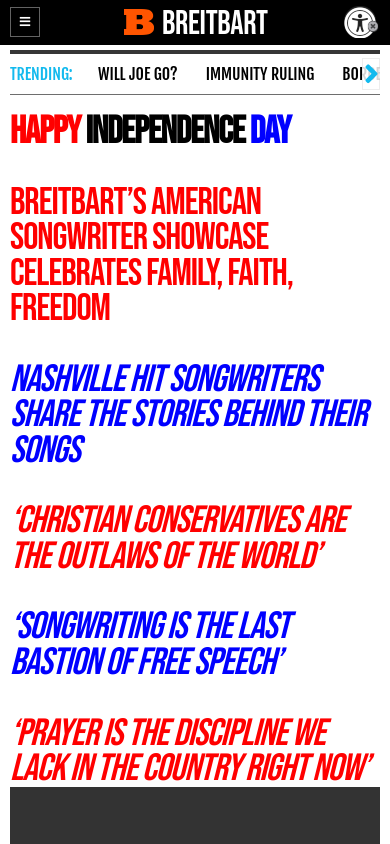 B BREITBART
TRENDING: WILL JOE GO? IMMUNITY RULING
HAPPY INDEPENDENCE DAY
BREITBART’S AMERICAN
SONGWRITER SHOWCASE
CELEBRATES FAMILY, FAITH,
FREEDOM
NASHVILLE HIT SONGWRITERS
SHARE THE STORIES BEHIND THEIR
SONGS
‘CHRISTIAN CONSERVATIVES ARE
THE OUTLAWS OF THE WORLD’
‘SONGWRITING IS THE LAST
BASTION OF FREE SPEECH’
‘PRAYER IS THE DISCIPLINE WE
LACK IN THE COUNTRY RIGHT NOW’